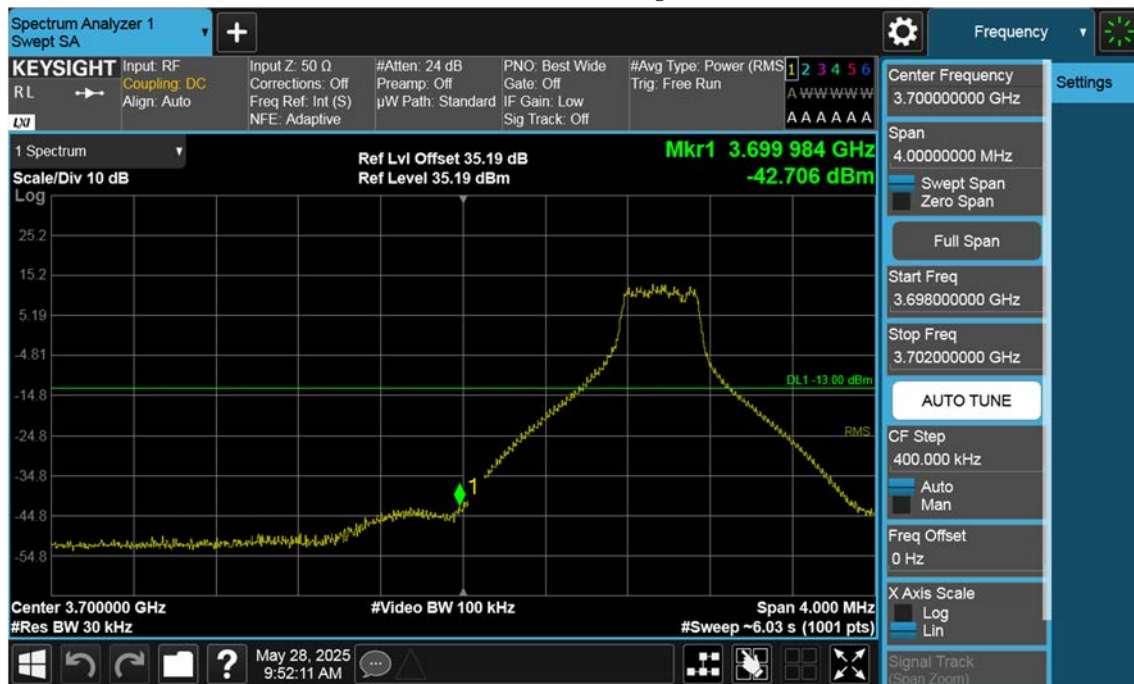 Spectrum Analyzer 1
Swept SA
+
Frequency
KEYSIGHT
RL
LXI
Input: RF
Coupling: DC
Align: Auto
Input Z: 50 Ω
Corrections: Off
Freq Ref: Int (S)
NFE: Adaptive
#Atten: 24 dB
Preamp: Off
µW Path: Standard
PNO: Best Wide
Gate: Off
IF Gain: Low
Sig Track: Off
#Avg Type: Power (RMS
Trig: Free Run
1 2 3 4 5 6
A W W W W W
A A A A A A
1 Spectrum
Scale/Div 10 dB
Ref Lvl Offset 35.19 dB
Ref Level 35.19 dBm
Mkr1 3.699 984 GHz
-42.706 dBm
Log
25.2
15.2
5.19
-4.81
-14.8
-24.8
-34.8
-44.8
-54.8
DL1 -13.00 dBm
RMS
1
Center 3.700000 GHz
#Res BW 30 kHz
#Video BW 100 kHz
Span 4.000 MHz
#Sweep ~6.03 s (1001 pts)
Center Frequency
3.700000000 GHz
Span
4.00000000 MHz
Swept Span
Zero Span
Full Span
Start Freq
3.698000000 GHz
Stop Freq
3.702000000 GHz
AUTO TUNE
CF Step
400.000 kHz
Auto
Man
Freq Offset
0 Hz
X Axis Scale
Log
Lin
Signal Track
(Span Zoom)
Settings
?
May 28, 2025
9:52:11 AM